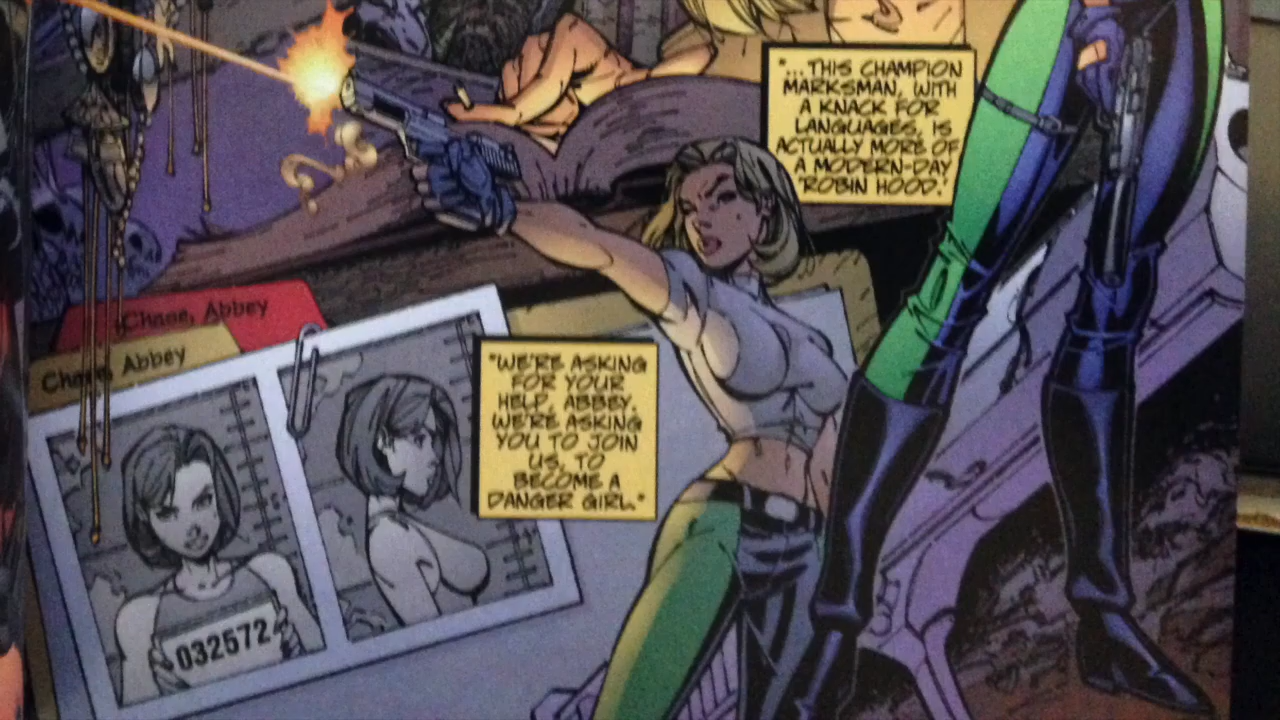 "...THIS CHAMPION
MARKSMAN, WITH
A KNACK FOR
LANGUAGES, IS
ACTUALLY MORE OF
A MODERN-DAY
'ROBIN HOOD.'
Chase, Abbey
Chase, Abbey
"WE'RE ASKING
FOR YOUR
HELP, ABBEY.
WE'RE ASKING
YOU TO JOIN
US, TO
BECOME A
DANGER GIRL."
032572